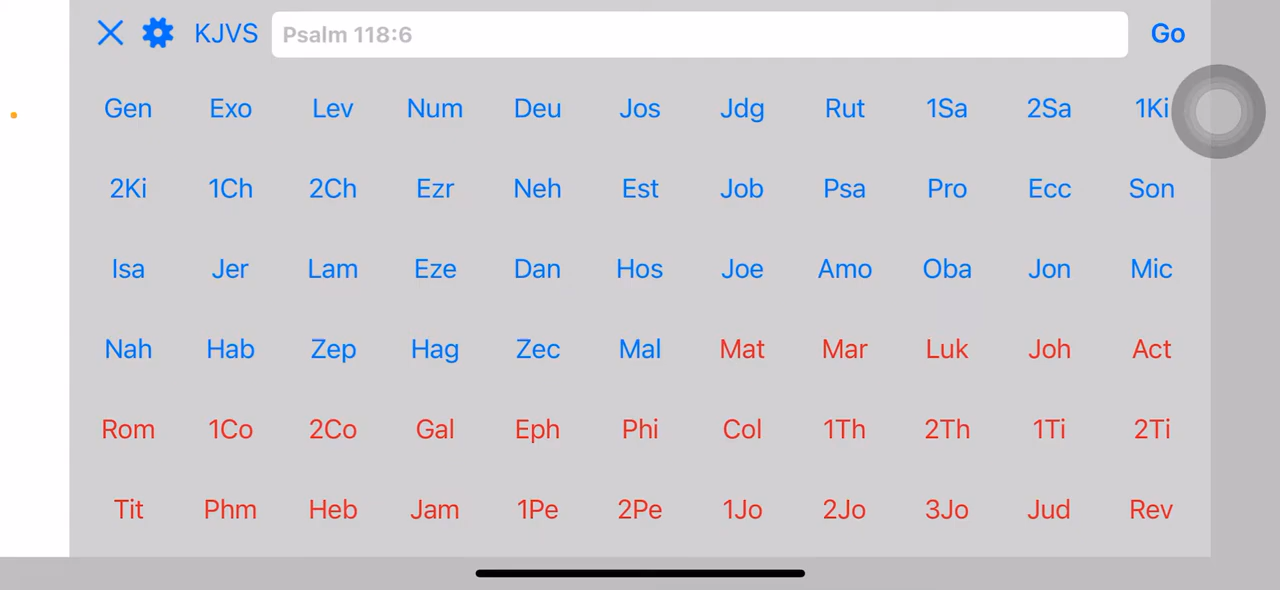 KJVS Psalm 118:6 Go
Gen Exo Lev Num Deu Jos Jdg Rut 1Sa 2Sa 1Ki
2Ki 1Ch 2Ch Ezr Neh Est Job Psa Pro Ecc Son
Isa Jer Lam Eze Dan Hos Joe Amo Oba Jon Mic
Nah Hab Zep Hag Zec Mal Mat Mar Luk Joh Act
Rom 1Co 2Co Gal Eph Phi Col 1Th 2Th 1Ti 2Ti
Tit Phm Heb Jam 1Pe 2Pe 1Jo 2Jo 3Jo Jud Rev